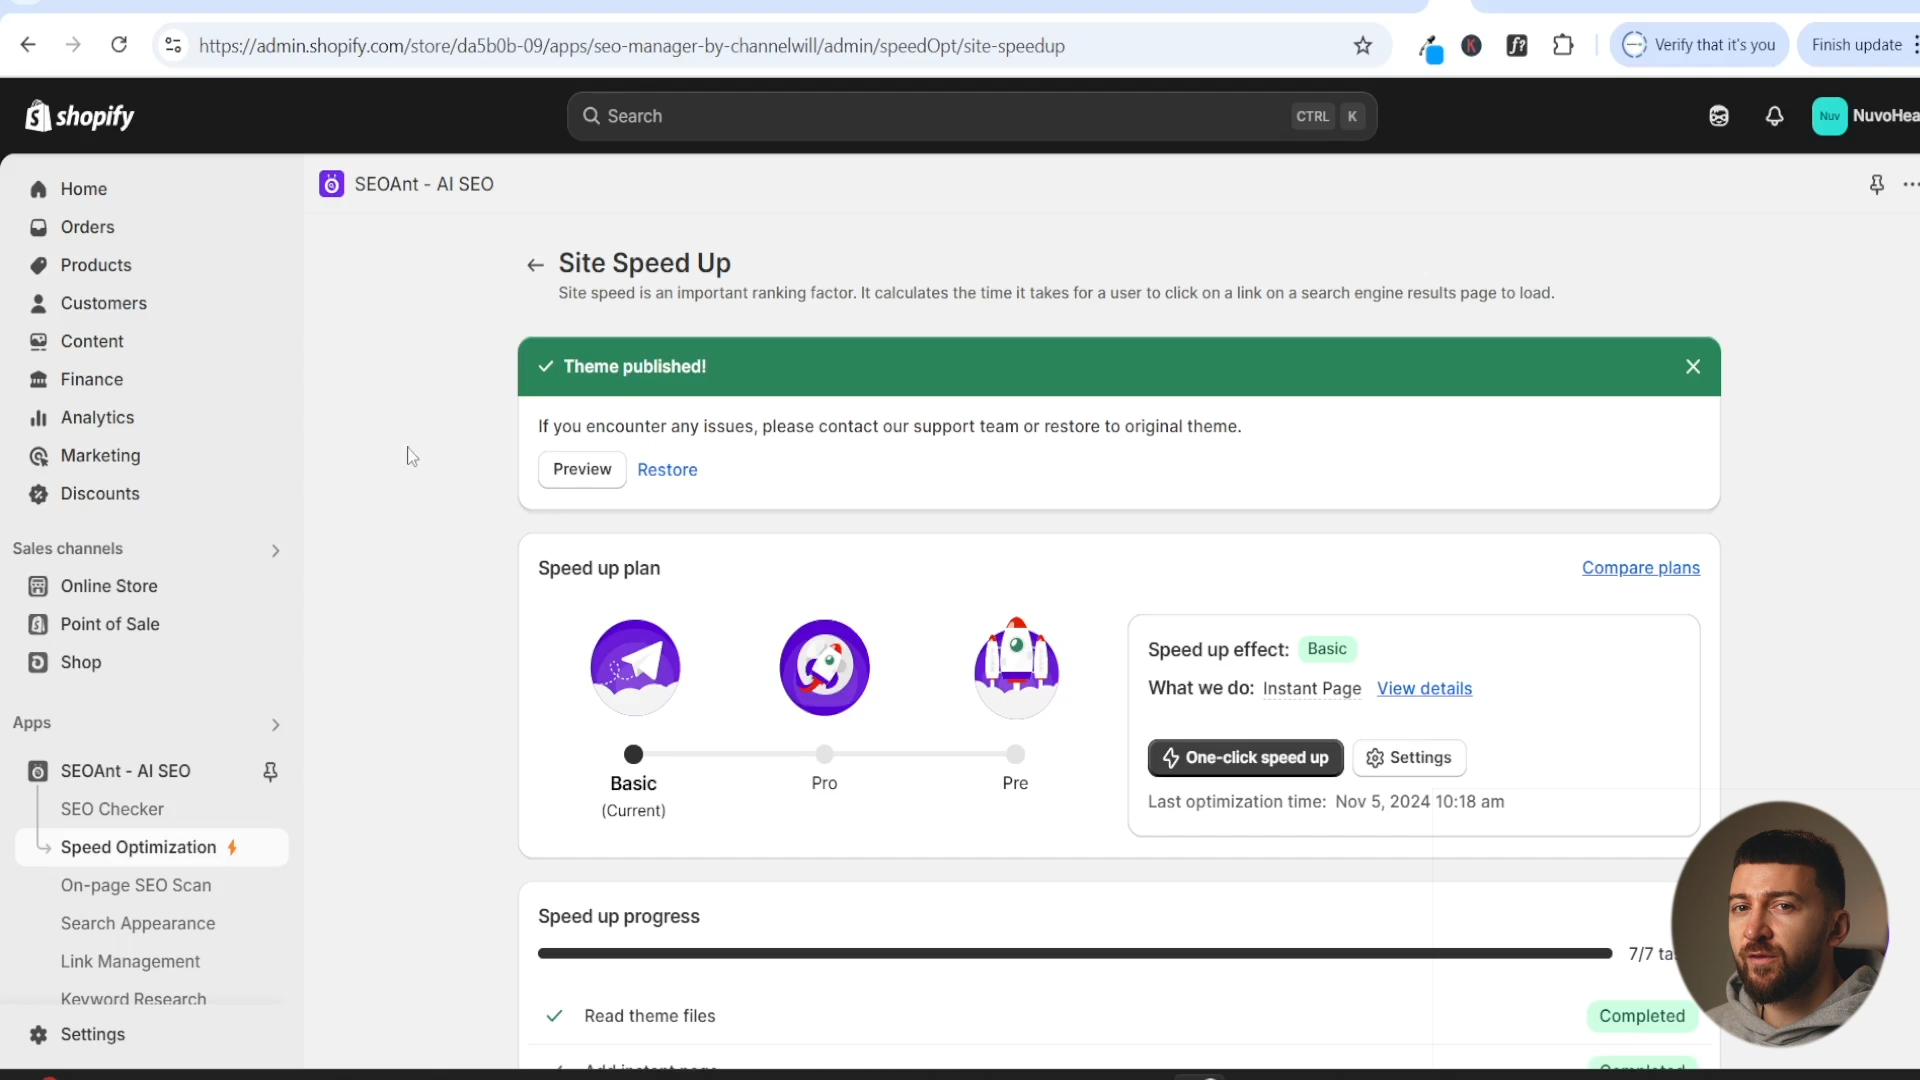 https://admin.shopify.com/store/da5b0b-09/apps/seo-manager-by-channelwill/admin/speedOpt/site-speedup
K
f?
Verify that it's you
Finish update
shopify
Search
CTRL K
Nuv
NuvoHea
Home
Orders
Products
Customers
Content
Finance
Analytics
Marketing
Discounts
Sales channels
Online Store
Point of Sale
Shop
Apps
SEOAnt - AI SEO
SEO Checker
Speed Optimization
On-page SEO Scan
Search Appearance
Link Management
Keyword Research
Settings
SEOAnt - AI SEO
Site Speed Up
Site speed is an important ranking factor. It calculates the time it takes for a user to click on a link on a search engine results page to load.
Theme published!
If you encounter any issues, please contact our support team or restore to original theme.
Preview Restore
Speed up plan
Compare plans
Basic
(Current)
Pro
Pre
Speed up effect: Basic
What we do: Instant Page View details
One-click speed up
Settings
Last optimization time: Nov 5, 2024 10:18 am
Speed up progress
7/7 ta
Read theme files
Completed
Add instant page
Completed